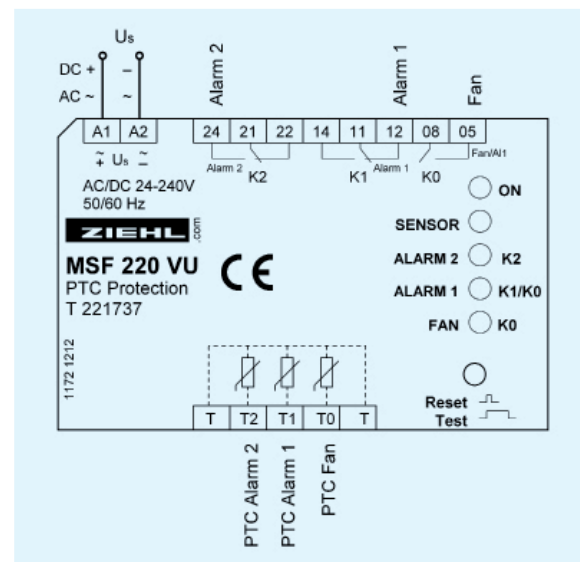 Us
DC + –
AC ~ ~
Alarm 2
Alarm 1
Fan
A1 A2 24 21 22 14 11 12 08 05
~ + Us ~ –
Alarm 2 K2 K1 Alarm 1 K0 Fan/Al1
AC/DC 24-240V
50/60 Hz
ZIEHL .com
MSF 220 VU
PTC Protection
T 221737
CE
ON
SENSOR
ALARM 2 K2
ALARM 1 K1/K0
FAN K0
Reset
Test
1172 1212
T T2 T1 T0 T
PTC Alarm 2
PTC Alarm 1
PTC Fan